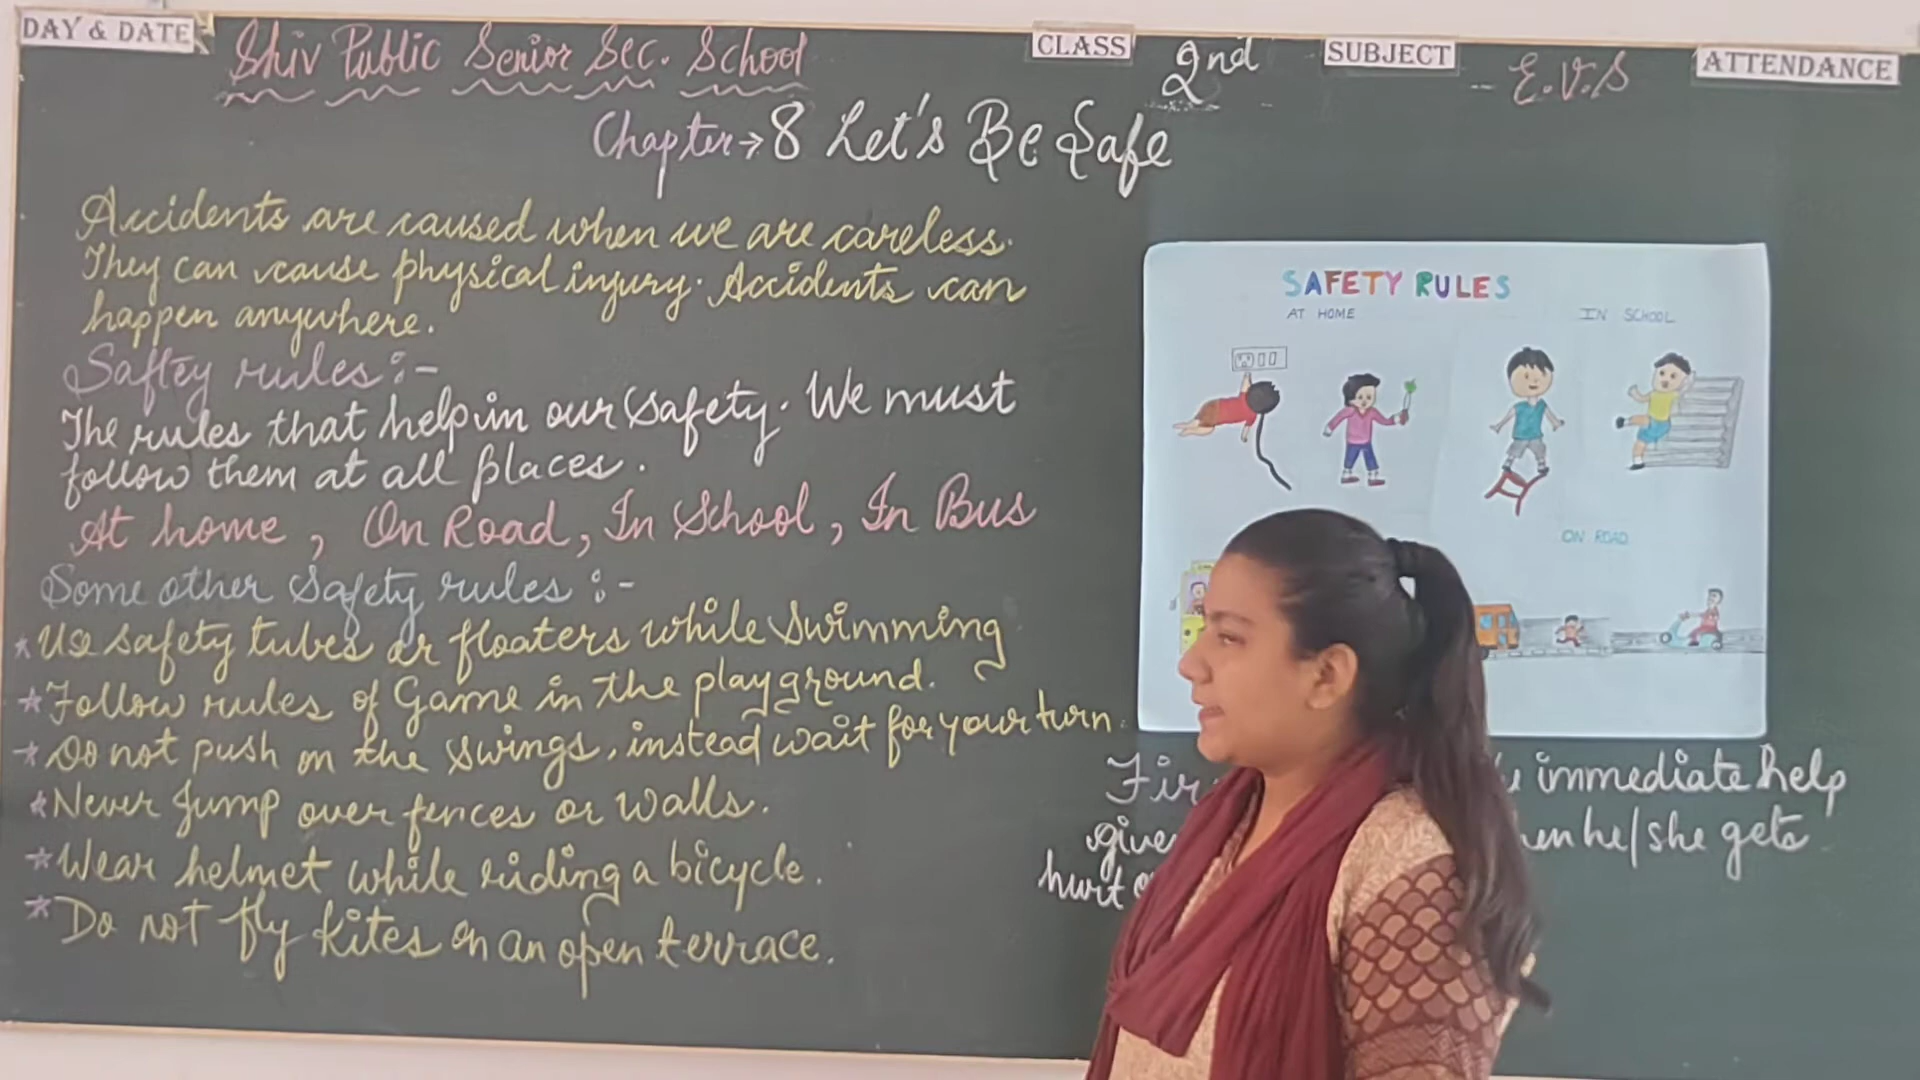 DAY & DATE
Shiv Public Senior Sec. School
CLASS
2nd
SUBJECT
- E.V.S
ATTENDANCE
Chapter → 8 Let's Be Safe
Accidents are caused when we are careless.
They can cause physical injury. Accidents can
happen anywhere.
Saftey rules :-
The rules that help in our safety. We must
follow them at all places.
At home, On Road, In School, In Bus
Some other safety rules :-
* Use safety tubes or floaters while swimming
* Follow rules of Game in the playground.
* Do not push on the swings, instead wait for your turn.
* Never Jump over fences or walls.
* Wear helmet while riding a bicycle.
* Do not fly kites on an open terrace.
SAFETY RULES
AT HOME
IN SCHOOL
ON ROAD
immediate help
he/she gets
hurt